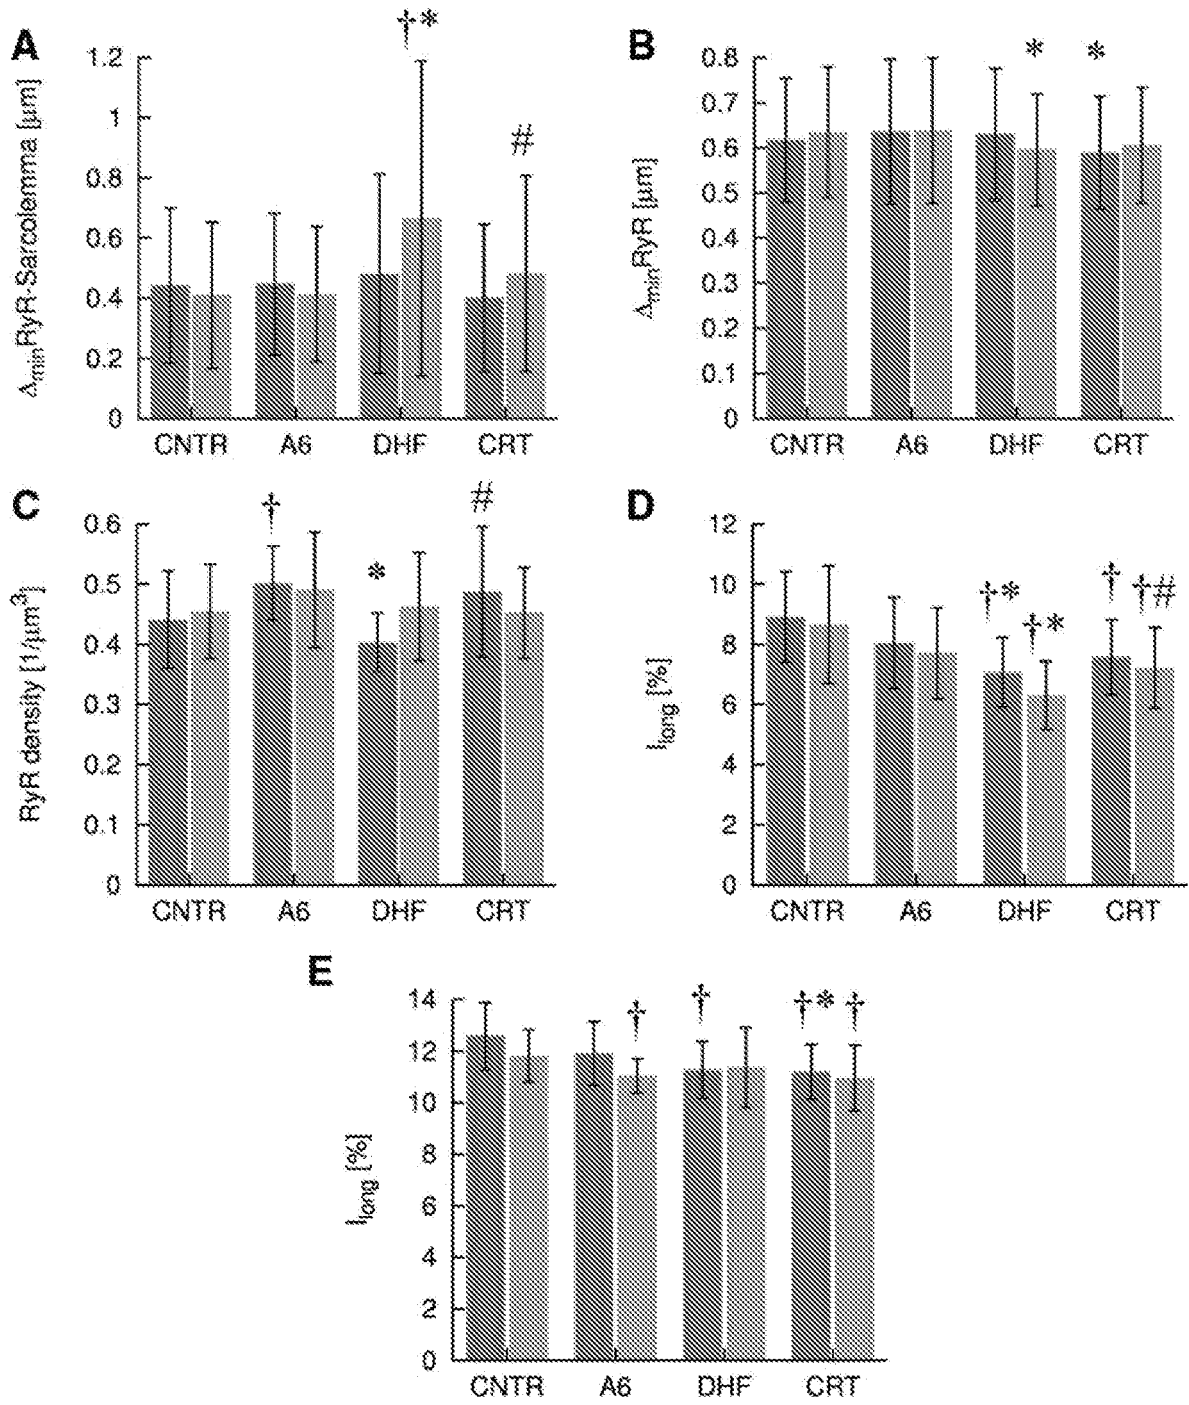 A
†*
1.2
1
#
0.8
0.6
0.4
0.2
0
ΔminRyR-Sarcolemma [µm]
CNTR A6 DHF CRT
B
* *
0.8
0.7
0.6
0.5
0.4
0.3
0.2
0.1
0
ΔminRyR [µm]
CNTR A6 DHF CRT
C
† * #
0.6
0.5
0.4
0.3
0.2
0.1
0
RyR density [1/µm³]
CNTR A6 DHF CRT
D
†* †* † †#
12
10
8
6
4
2
0
Ilong [%]
CNTR A6 DHF CRT
E
† † †* †
14
12
10
8
6
4
2
0
Ilong [%]
CNTR A6 DHF CRT